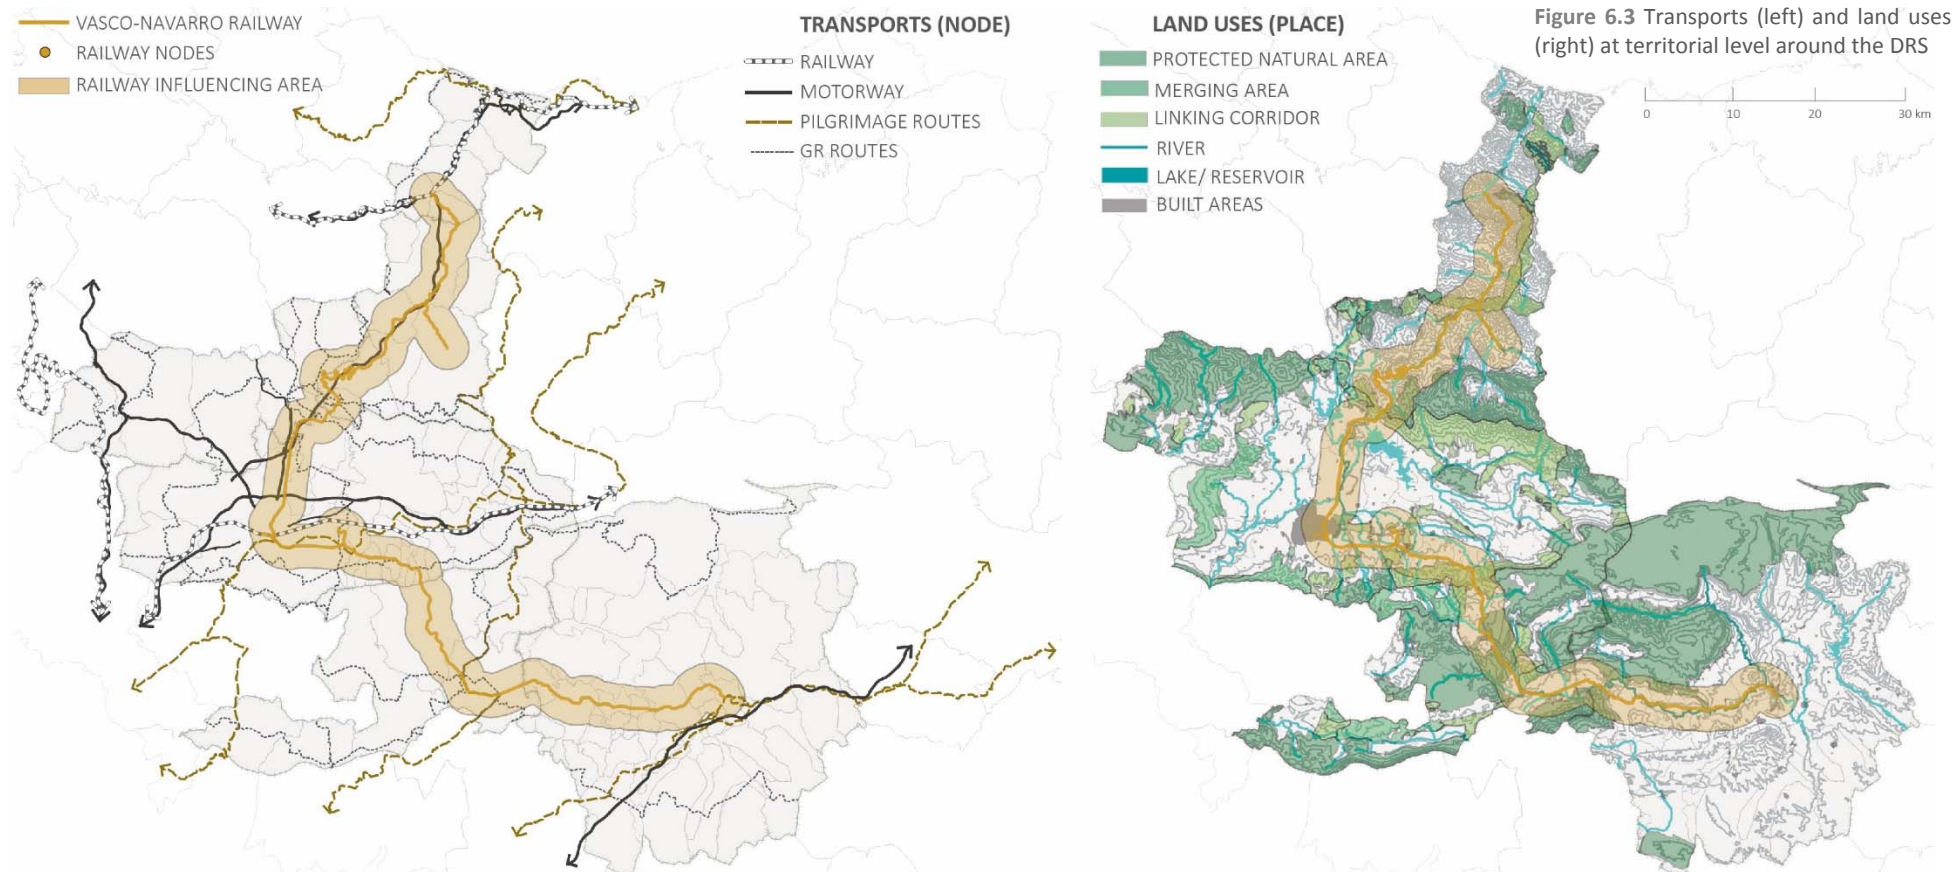 VASCO-NAVARRO RAILWAY
RAILWAY NODES
RAILWAY INFLUENCING AREA
TRANSPORTS (NODE)
RAILWAY
MOTORWAY
PILGRIMAGE ROUTES
GR ROUTES
LAND USES (PLACE)
PROTECTED NATURAL AREA
MERGING AREA
LINKING CORRIDOR
RIVER
LAKE/ RESERVOIR
BUILT AREAS
Figure 6.3 Transports (left) and land uses
(right) at territorial level around the DRS
0 10 20 30 km